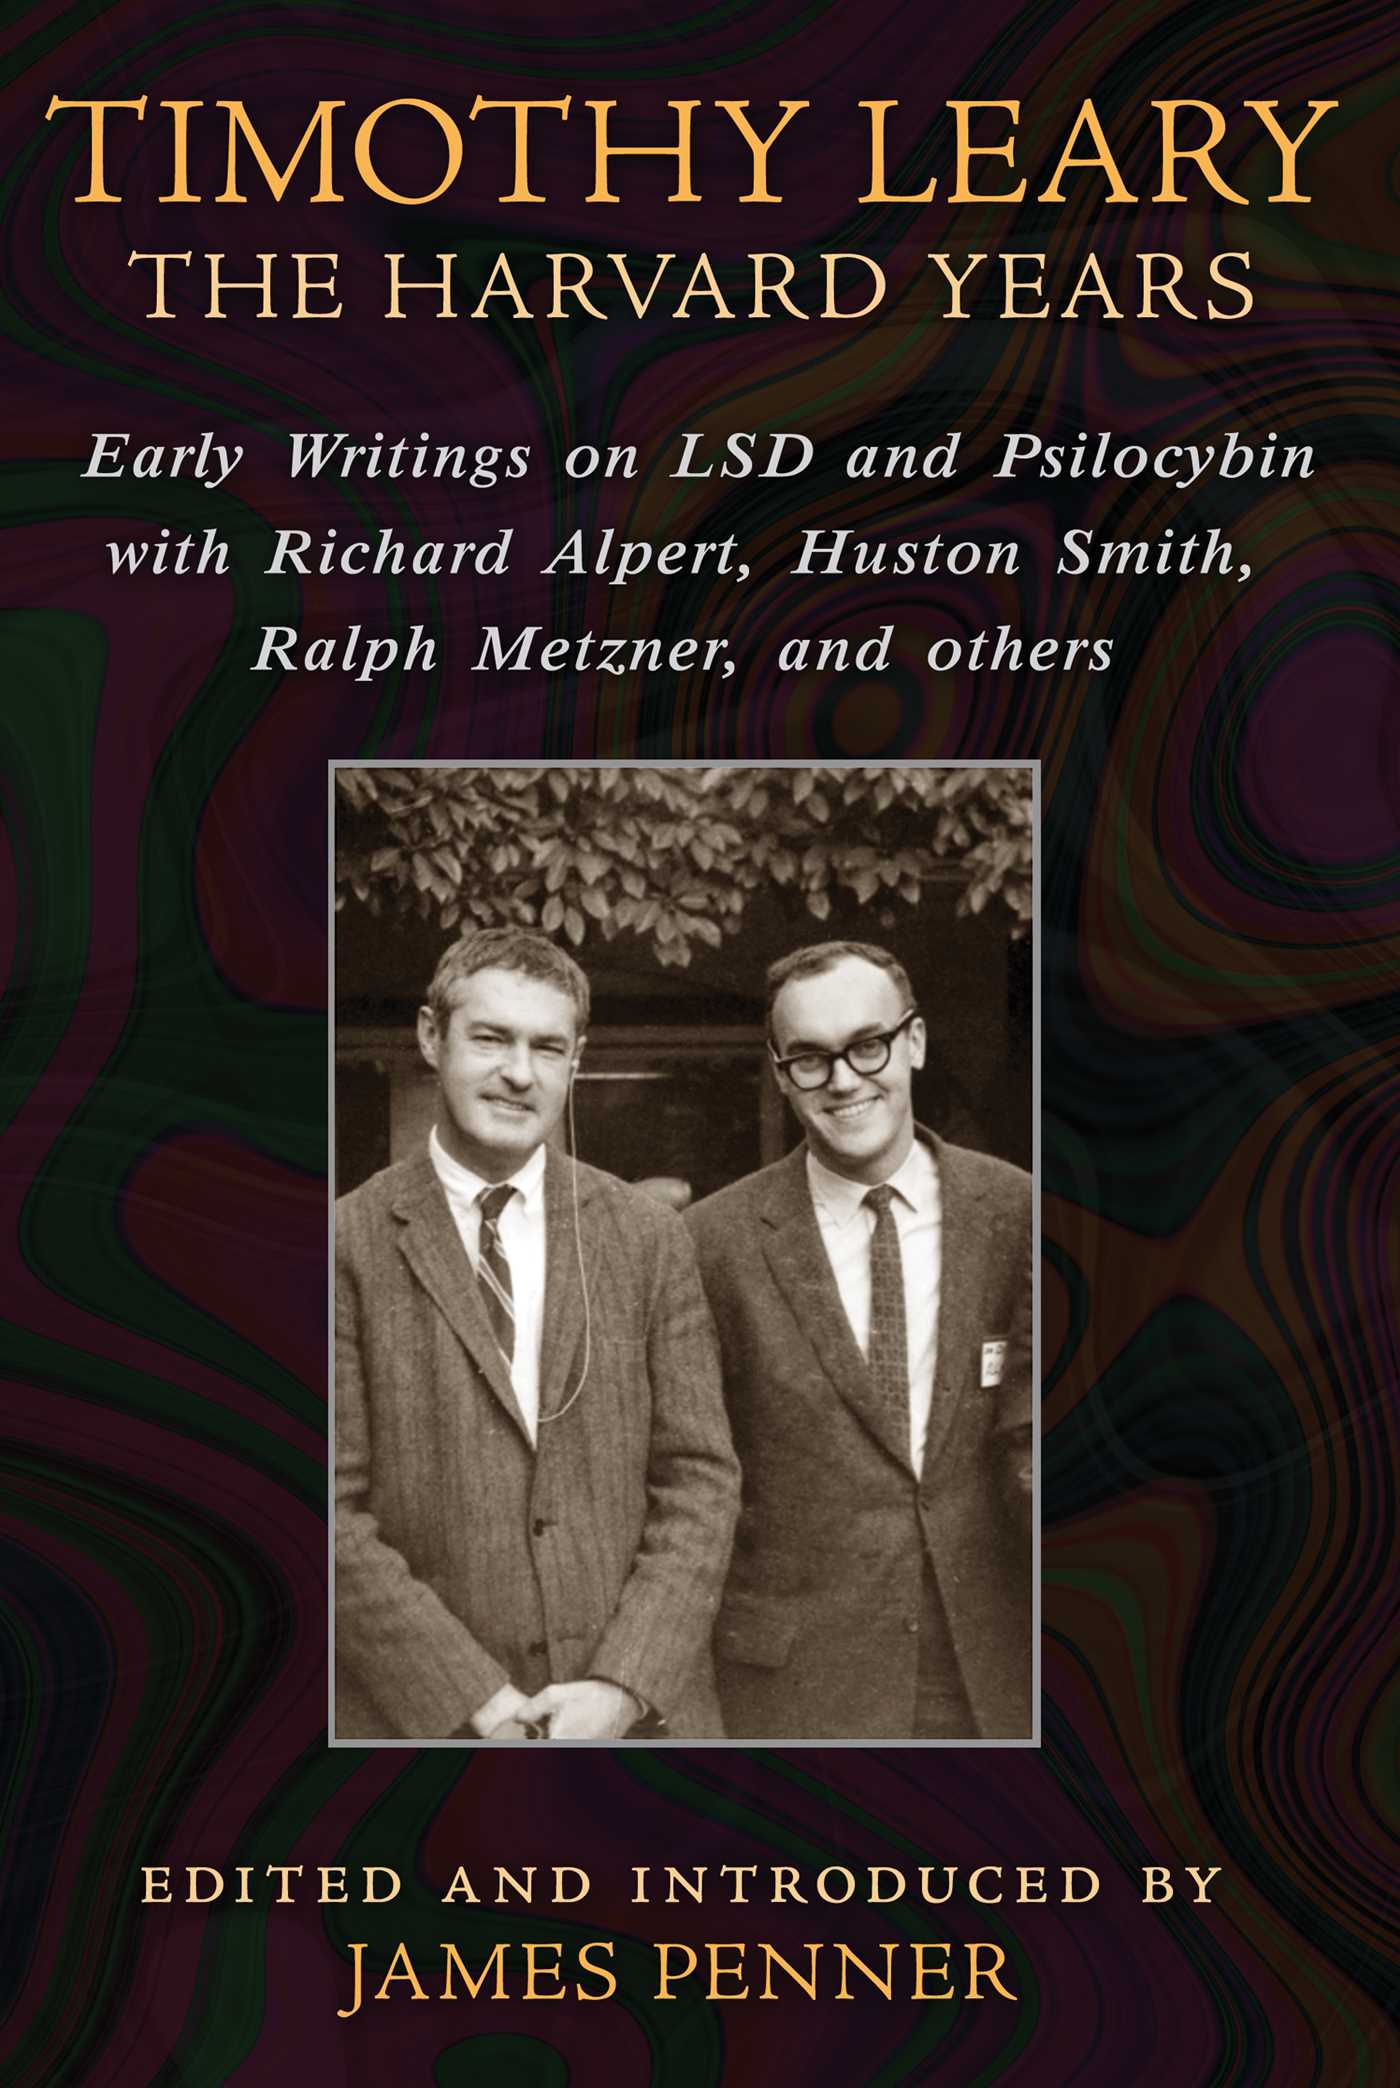 TIMOTHY LEARY
THE HARVARD YEARS
Early Writings on LSD and Psilocybin
with Richard Alpert, Huston Smith,
Ralph Metzner, and others
EDITED AND INTRODUCED BY
JAMES PENNER